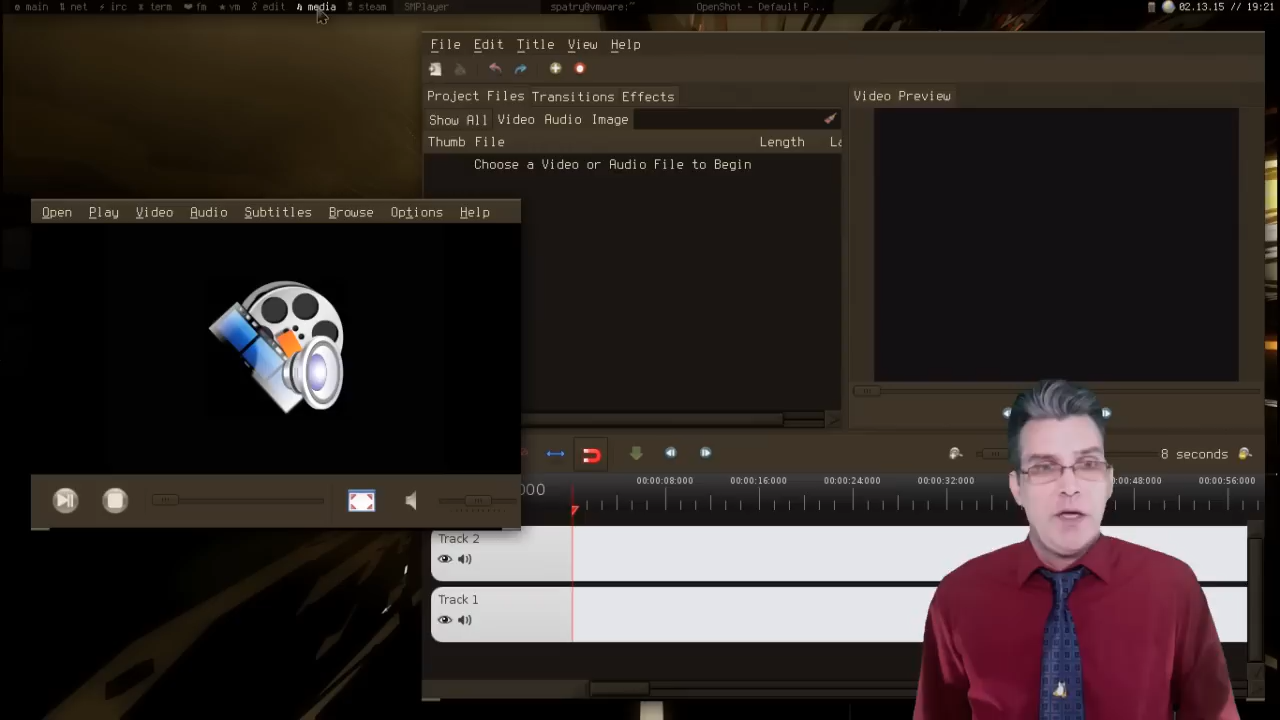 main net irc term fm vm edit media steam SMPlayer spatry@vmware:~ OpenShot - Default P... 02.13.15 // 19:21
File Edit Title View Help
Project Files Transitions Effects
Video Preview
Show All Video Audio Image
Thumb File Length
Choose a Video or Audio File to Begin
Open Play Video Audio Subtitles Browse Options Help
8 seconds
000
00:00:08:000 00:00:16:000 00:00:24:000 00:00:32:000 :00:48:000 00:00:56:000
Track 2
Track 1